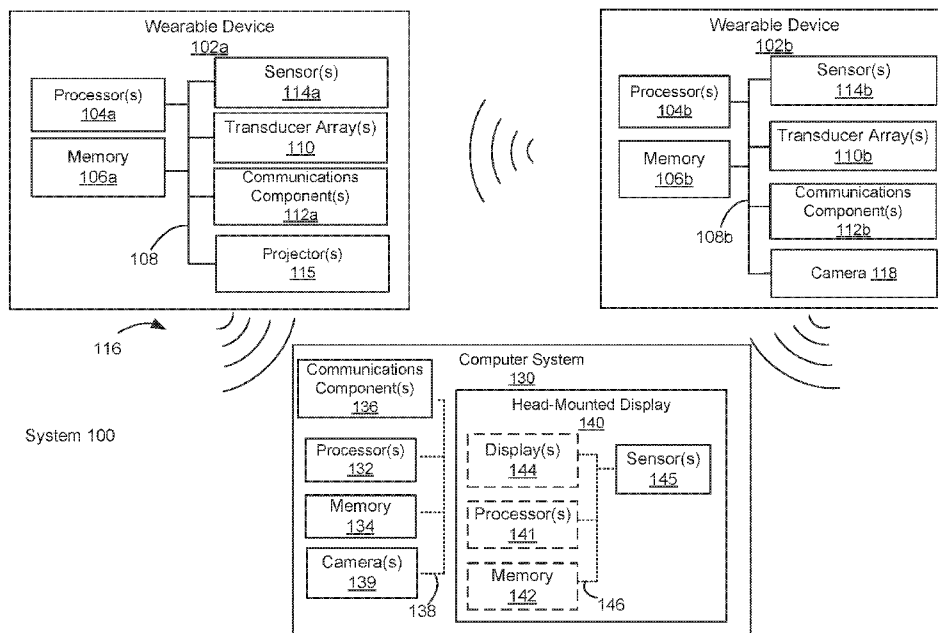 Wearable Device
102a
Processor(s)
104a
Memory
106a
Sensor(s)
114a
Transducer Array(s)
110
Communications
Component(s)
112a
Projector(s)
115
108
116
Wearable Device
102b
Processor(s)
104b
Memory
106b
Sensor(s)
114b
Transducer Array(s)
110b
Communications
Component(s)
112b
Camera 118
108b
System 100
Computer System
130
Communications
Component(s)
136
Processor(s)
132
Memory
134
Camera(s)
139
138
Head-Mounted Display
140
Display(s)
144
Processor(s)
141
Memory
142
Sensor(s)
145
146